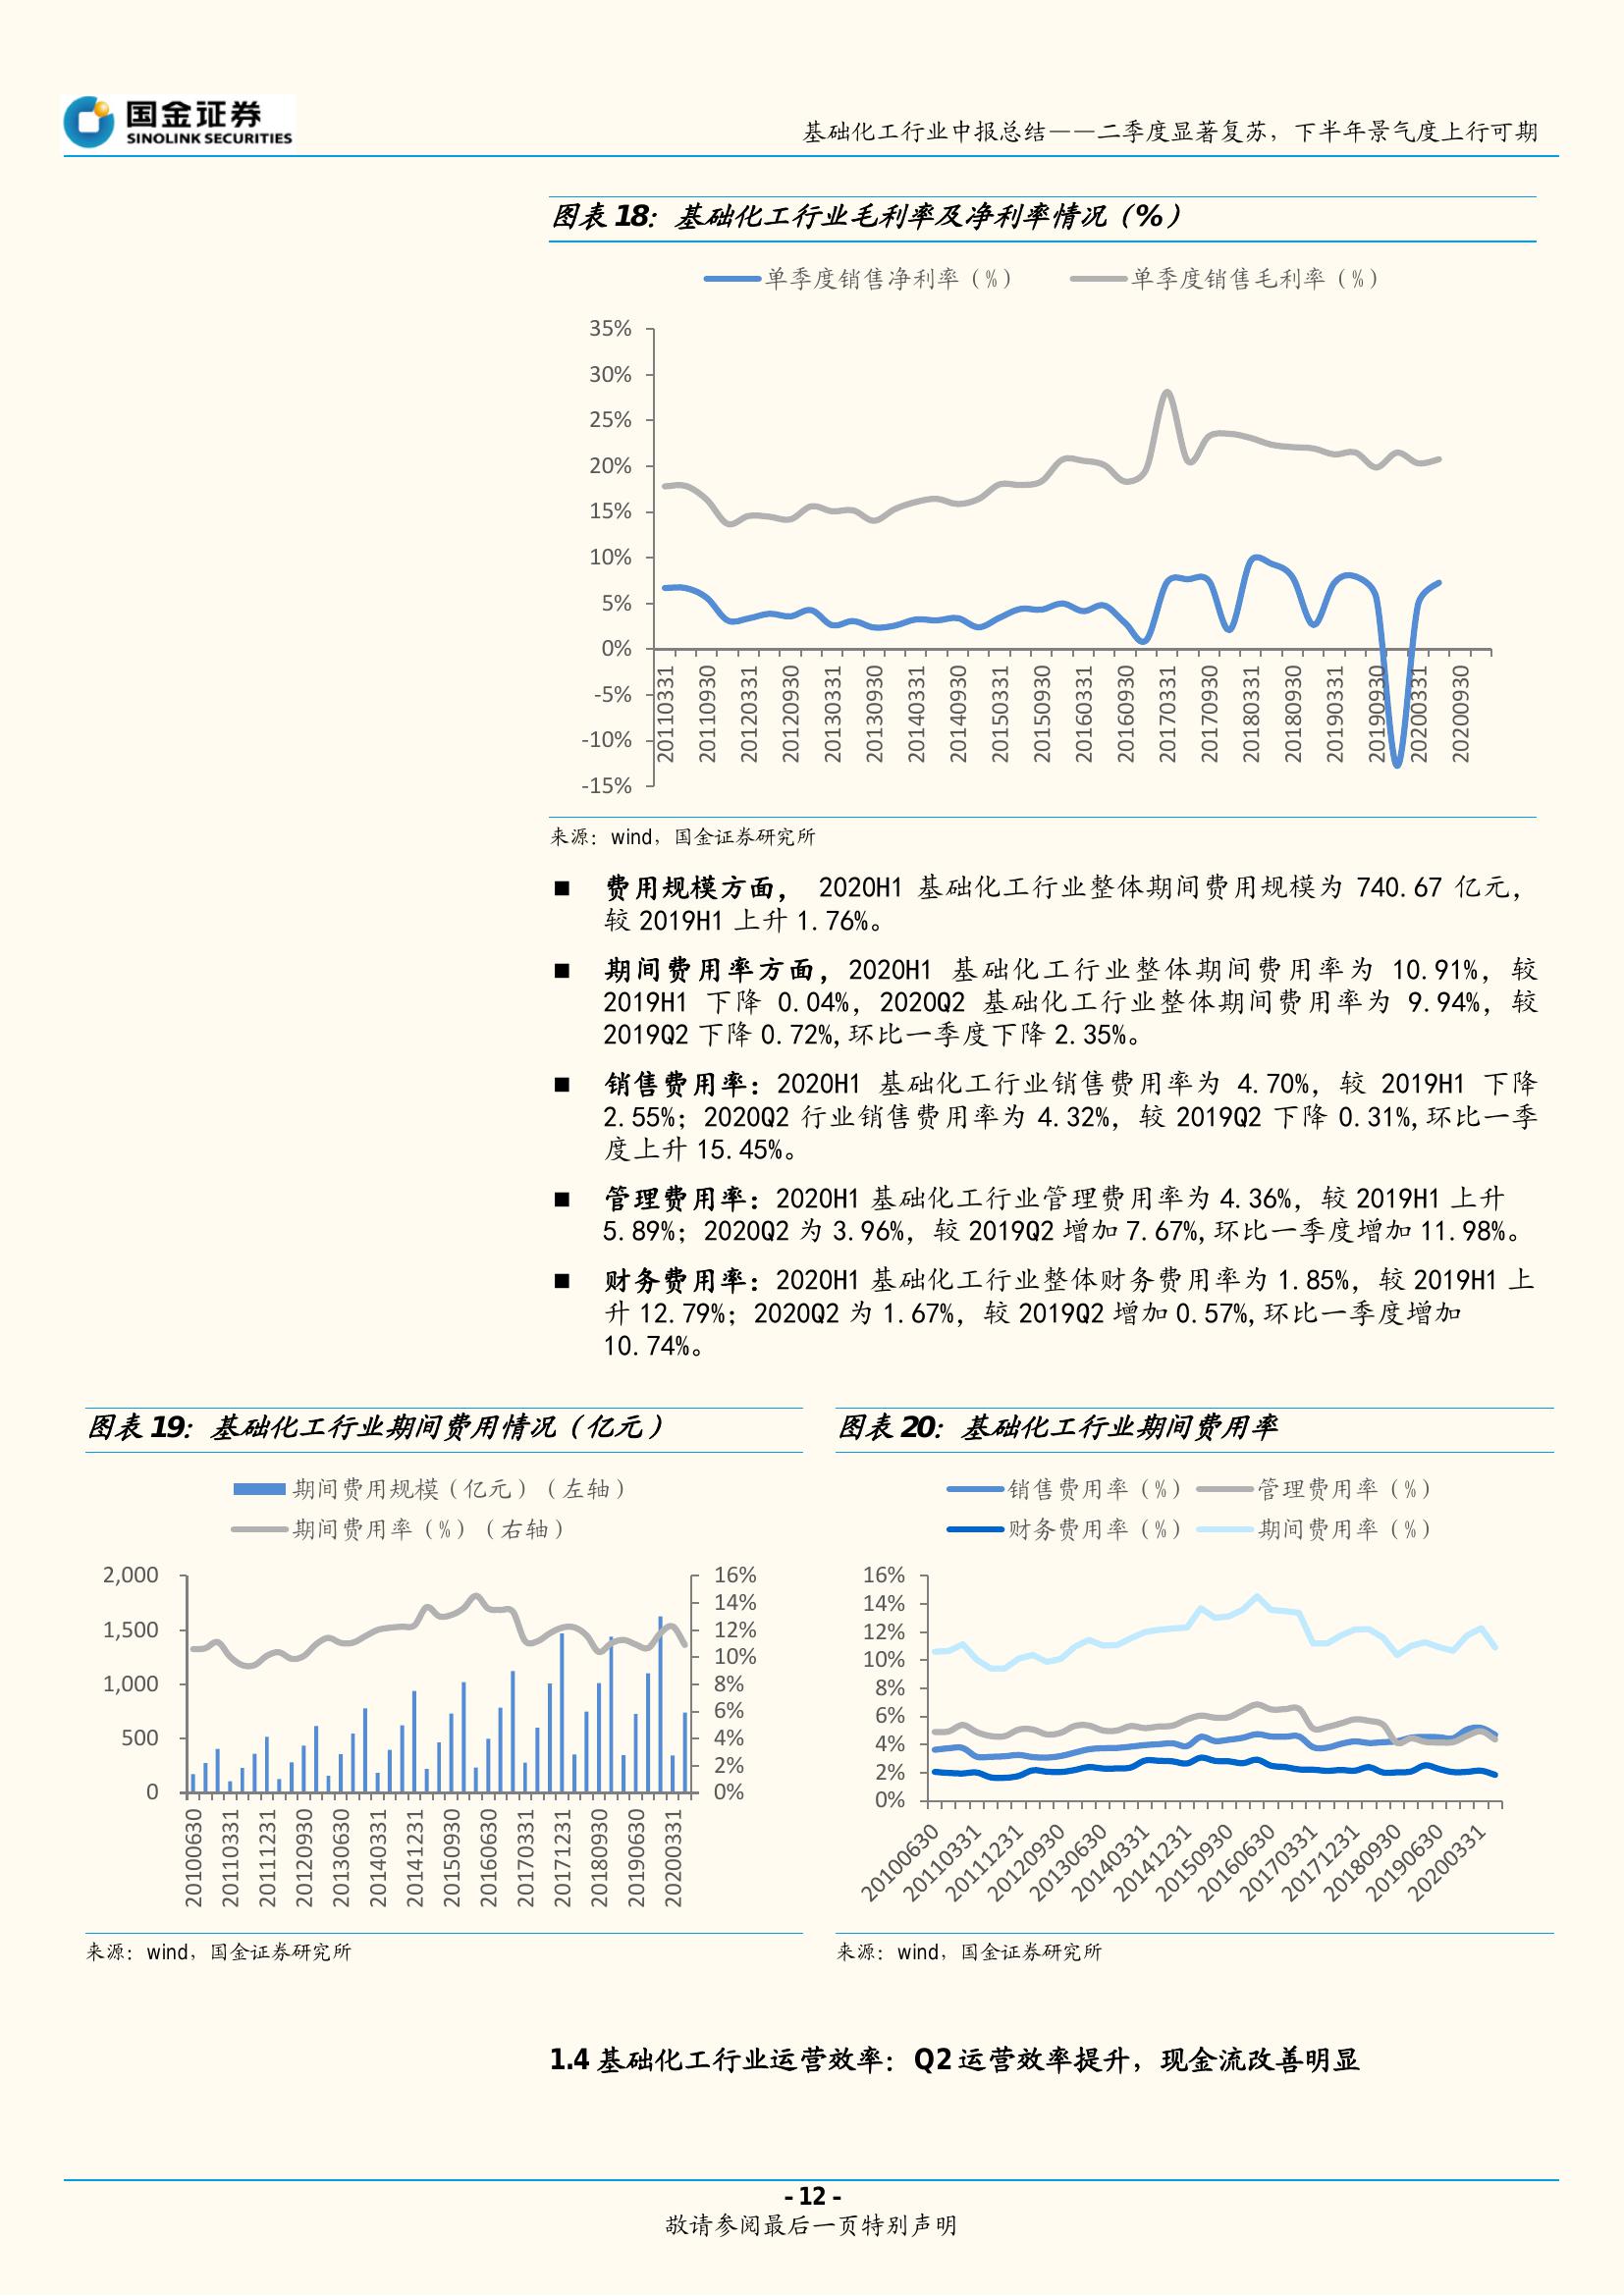 国金证券
SINOLINK SECURITIES
基础化工行业中报总结——二季度显著复苏，下半年景气度上行可期
图表 18：基础化工行业毛利率及净利率情况（%）
单季度销售净利率（%） 单季度销售毛利率（%）
35%
30%
25%
20%
15%
10%
5%
0%
-5%
-10%
-15%
20110331 20110930 20120331 20120930 20130331 20130930 20140331 20140930 20150331 20150930 20160331 20160930 20170331 20170930 20180331 20180930 20190331 20190930 20200331 20200930
来源：wind，国金证券研究所
■ 费用规模方面， 2020H1 基础化工行业整体期间费用规模为 740.67 亿元，
较 2019H1 上升 1.76%。
■ 期间费用率方面，2020H1 基础化工行业整体期间费用率为 10.91%，较
2019H1 下降 0.04%，2020Q2 基础化工行业整体期间费用率为 9.94%，较
2019Q2 下降 0.72%,环比一季度下降 2.35%。
■ 销售费用率：2020H1 基础化工行业销售费用率为 4.70%，较 2019H1 下降
2.55%；2020Q2 行业销售费用率为 4.32%，较 2019Q2 下降 0.31%,环比一季
度上升 15.45%。
■ 管理费用率：2020H1 基础化工行业管理费用率为 4.36%，较 2019H1 上升
5.89%；2020Q2 为 3.96%，较 2019Q2 增加 7.67%,环比一季度增加 11.98%。
■ 财务费用率：2020H1 基础化工行业整体财务费用率为 1.85%，较 2019H1 上
升 12.79%；2020Q2 为 1.67%，较 2019Q2 增加 0.57%,环比一季度增加
10.74%。
图表 19：基础化工行业期间费用情况（亿元）
期间费用规模（亿元）（左轴）
期间费用率（%）（右轴）
2,000
1,500
1,000
500
0
16%
14%
12%
10%
8%
6%
4%
2%
0%
20100630 20110331 20111231 20120930 20130630 20140331 20141231 20150930 20160630 20170331 20171231 20180930 20190630 20200331
来源：wind，国金证券研究所
图表 20：基础化工行业期间费用率
销售费用率（%） 管理费用率（%）
财务费用率（%） 期间费用率（%）
16%
14%
12%
10%
8%
6%
4%
2%
0%
20100630 20110331 20111231 20120930 20130630 20140331 20141231 20150930 20160630 20170331 20171231 20180930 20190630 20200331
来源：wind，国金证券研究所
1.4 基础化工行业运营效率：Q2 运营效率提升，现金流改善明显
- 12 -
敬请参阅最后一页特别声明